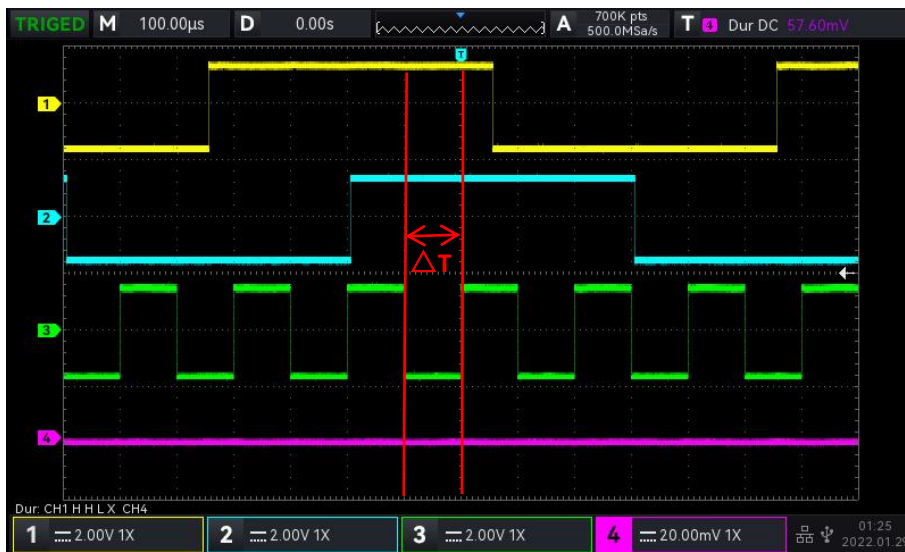 TRIGED M 100.00μs D 0.00s A 700K pts 500.0MSa/s T 4 Dur DC 57.60mV
T
1
2
△T
3
4
Dur: CH1 H H L X CH4
1 2.00V 1X 2 2.00V 1X 3 2.00V 1X 4 20.00mV 1X 01:25
2022.01.29